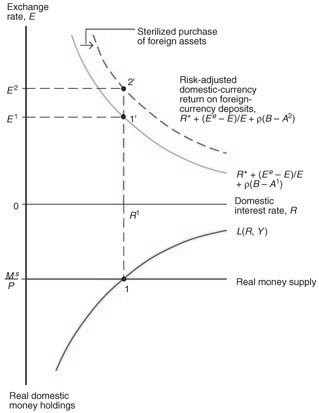 Exchange
rate, E
Sterilized purchase
of foreign assets
2'
E²
Risk-adjusted
domestic-currency
return on foreign-
currency deposits,
R* + (Eᵉ – E)/E + ρ(B – A²)
E¹
1'
R* + (Eᵉ – E)/E
+ ρ(B – A¹)
0
Domestic
interest rate, R
R¹
L(R, Y)
Mˢ
P
Real money supply
1
Real domestic
money holdings